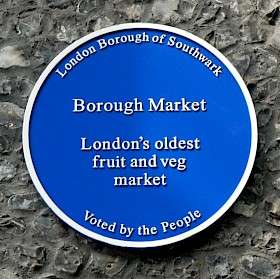 London Borough of Southwark
Borough Market
London's oldest
fruit and veg
market
Voted by the People